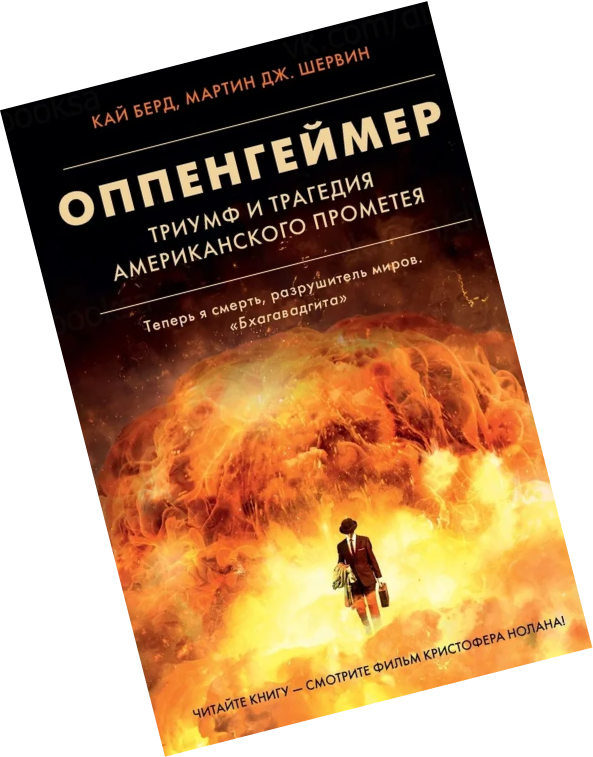 КАЙ БЕРД, МАРТИН ДЖ. ШЕРВИН
ОППЕНГЕЙМЕР
ТРИУМФ И ТРАГЕДИЯ
АМЕРИКАНСКОГО ПРОМЕТЕЯ
Теперь я смерть, разрушитель миров.
«Бхагавадгита»
ЧИТАЙТЕ КНИГУ — СМОТРИТЕ ФИЛЬМ КРИСТОФЕРА НОЛАНА!